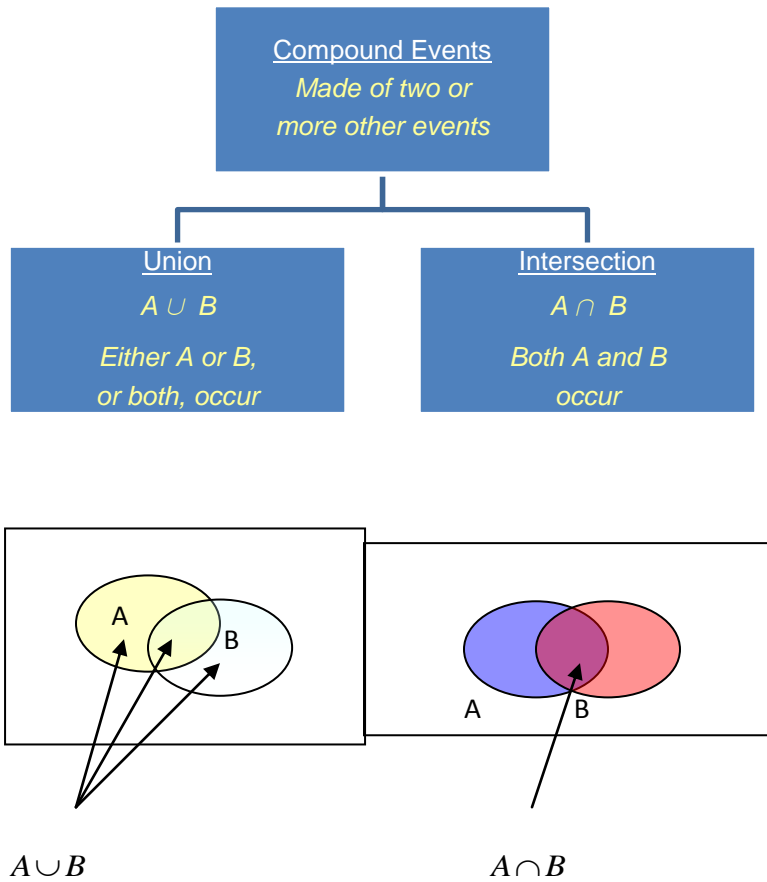 Compound Events
Made of two or
more other events
Union
A ∪ B
Either A or B,
or both, occur
Intersection
A ∩ B
Both A and B
occur
A
B
A
B
A∪B
A∩B